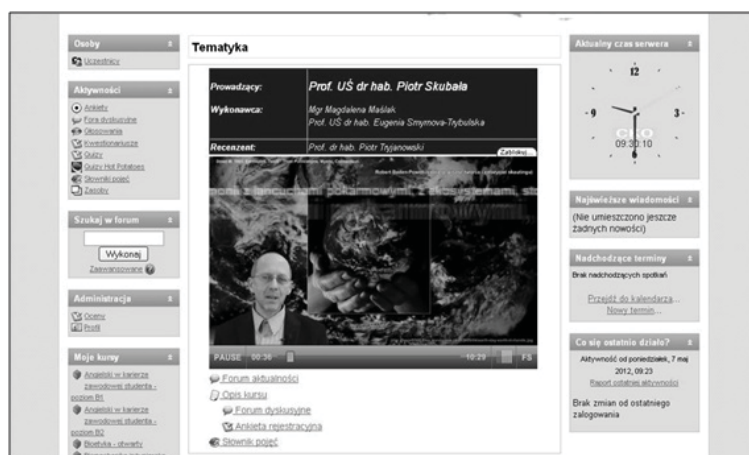 Osoby
Uczestnicy
Aktywności
Ankiety
Fora dyskusyjne
Głosowania
Kwestionariusze
Quizy
Quizy Hot Potatoes
Słowniki pojęć
Zasoby
Szukaj w forum
Wykonaj
Zaawansowane
Administracja
Oceny
Profil
Moje kursy
Angielski w karierze
zawodowej studenta -
poziom B1
Angielski w karierze
zawodowej studenta -
poziom B2
Bioetyka - otwarty
Tematyka
Prowadzący: Prof. UŚ dr hab. Piotr Skubała
Wykonawca: Mgr Magdalena Maślak
Prof. UŚ dr hab. Eugenia Smyrnova-Trybulska
Recenzent: Prof. dr hab. Piotr Tryjanowski
Zablokuj...
PAUSE 00:36 10:29 FS
Forum aktualności
Opis kursu
Forum dyskusyjne
Ankieta rejestracyjna
Słownik pojęć
Aktualny czas serwera
12
9 3
CKO
09:30:10
6
Najświeższe wiadomości
(Nie umieszczono jeszcze
żadnych nowości)
Nadchodzące terminy
Brak nadchodzących spotkań
Przejdź do kalendarza...
Nowy termin...
Co się ostatnio działo?
Aktywność od poniedziałek, 7 maj
2012, 09:23
Raport ostatniej aktywności
Brak zmian od ostatniego
zalogowania